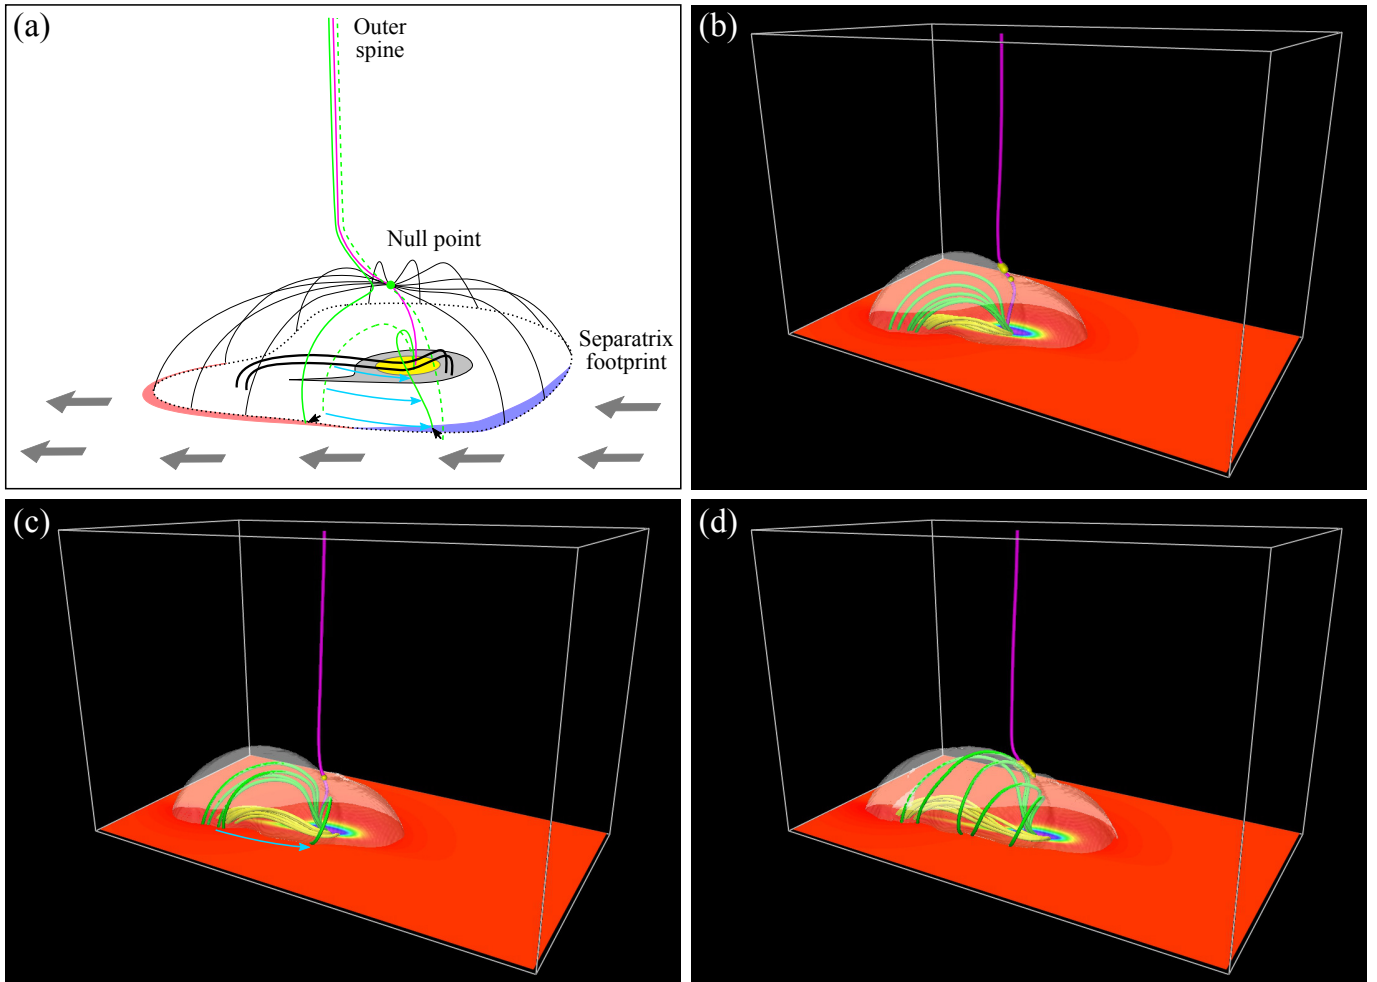 (a)
Outer
spine
Null point
Separatrix
footprint
(b)
(c)
(d)